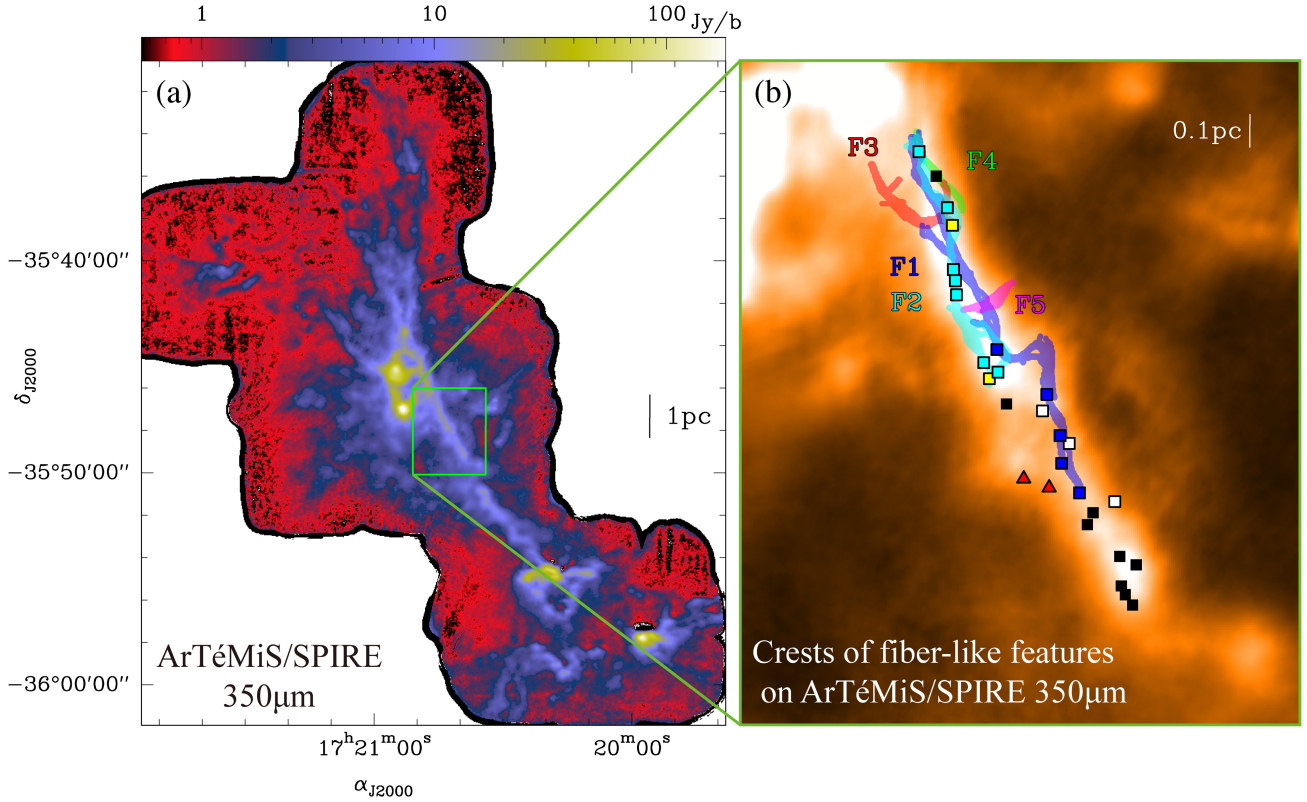 1 10 100 Jy/b
(a)
−35°40′00′′
−35°50′00′′
−36°00′00′′
δJ2000
1pc
ArTéMiS/SPIRE
350μm
17h21m00s 20m00s
αJ2000
(b)
0.1pc
F3
F4
F1
F2
F5
Crests of fiber-like features
on ArTéMiS/SPIRE 350μm